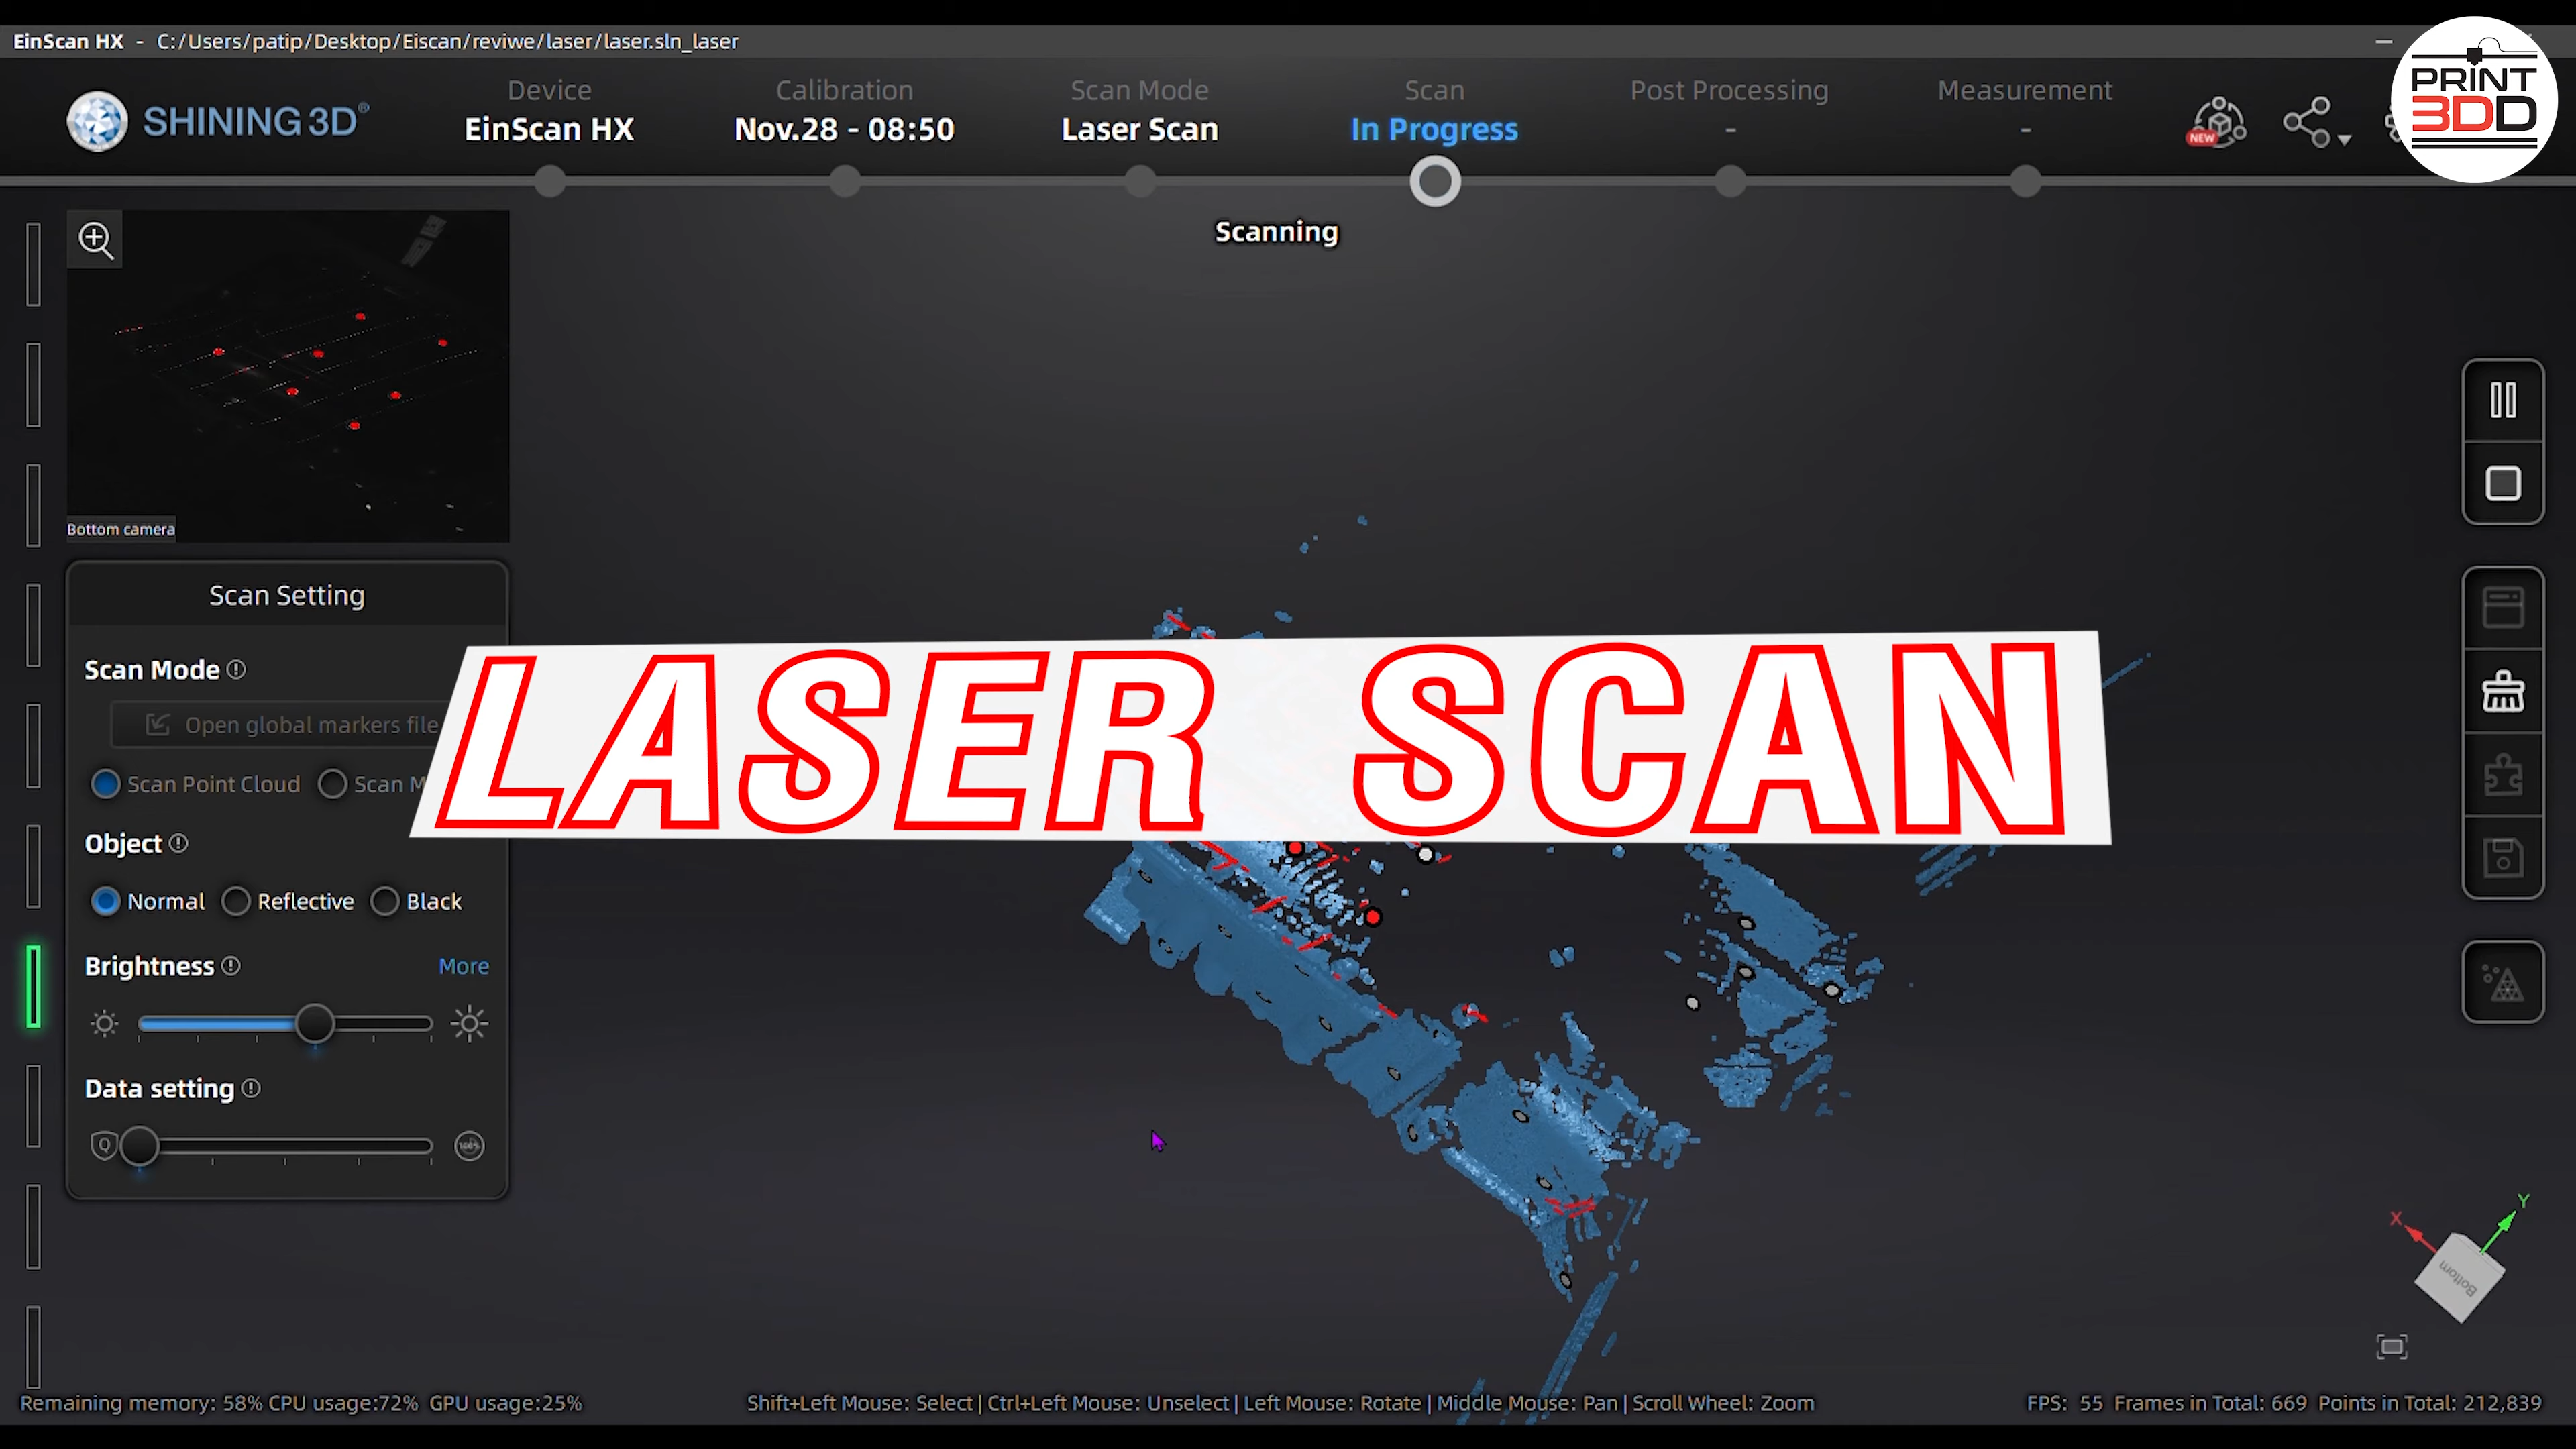 EinScan HX - C:/Users/patip/Desktop/Eiscan/reviwe/laser/laser.sln_laser
PRINT
3DD
SHINING 3D®
Device
EinScan HX
Calibration
Nov.28 - 08:50
Scan Mode
Laser Scan
Scan
In Progress
Post Processing
-
Measurement
-
NEW
Scanning
Bottom camera
Scan Setting
Scan Mode
Open global markers file
Scan Point Cloud Scan M
LASER SCAN
Object
Normal Reflective Black
Brightness More
Data setting
Q 100%
X Y
Bottom
Remaining memory: 58% CPU usage:72% GPU usage:25%
Shift+Left Mouse: Select | Ctrl+Left Mouse: Unselect | Left Mouse: Rotate | Middle Mouse: Pan | Scroll Wheel: Zoom
FPS: 55 Frames in Total: 669 Points in Total: 212,839